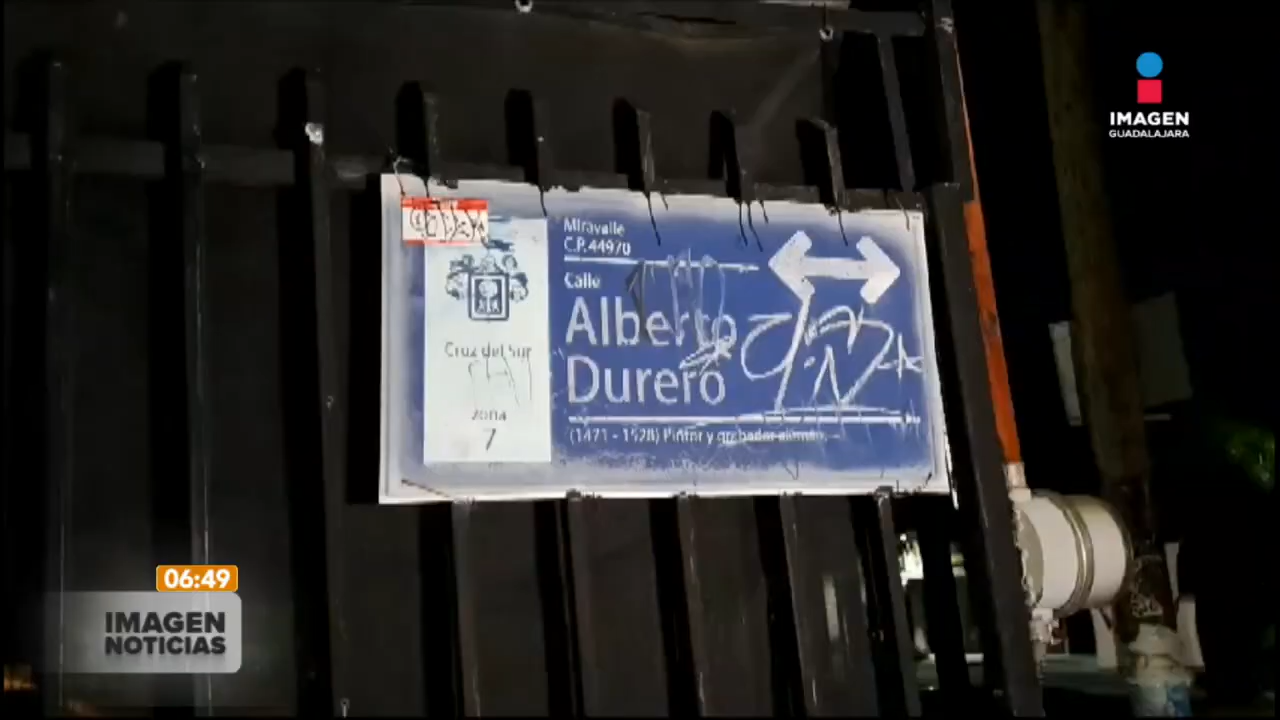 IMAGEN
GUADALAJARA
Miravalle
C.P. 44970
Calle
Alberto
Durero
(1471 - 1528) Pintor y grabador alemán.
Cruz del Sur
zona
7
06:49
IMAGEN
NOTICIAS